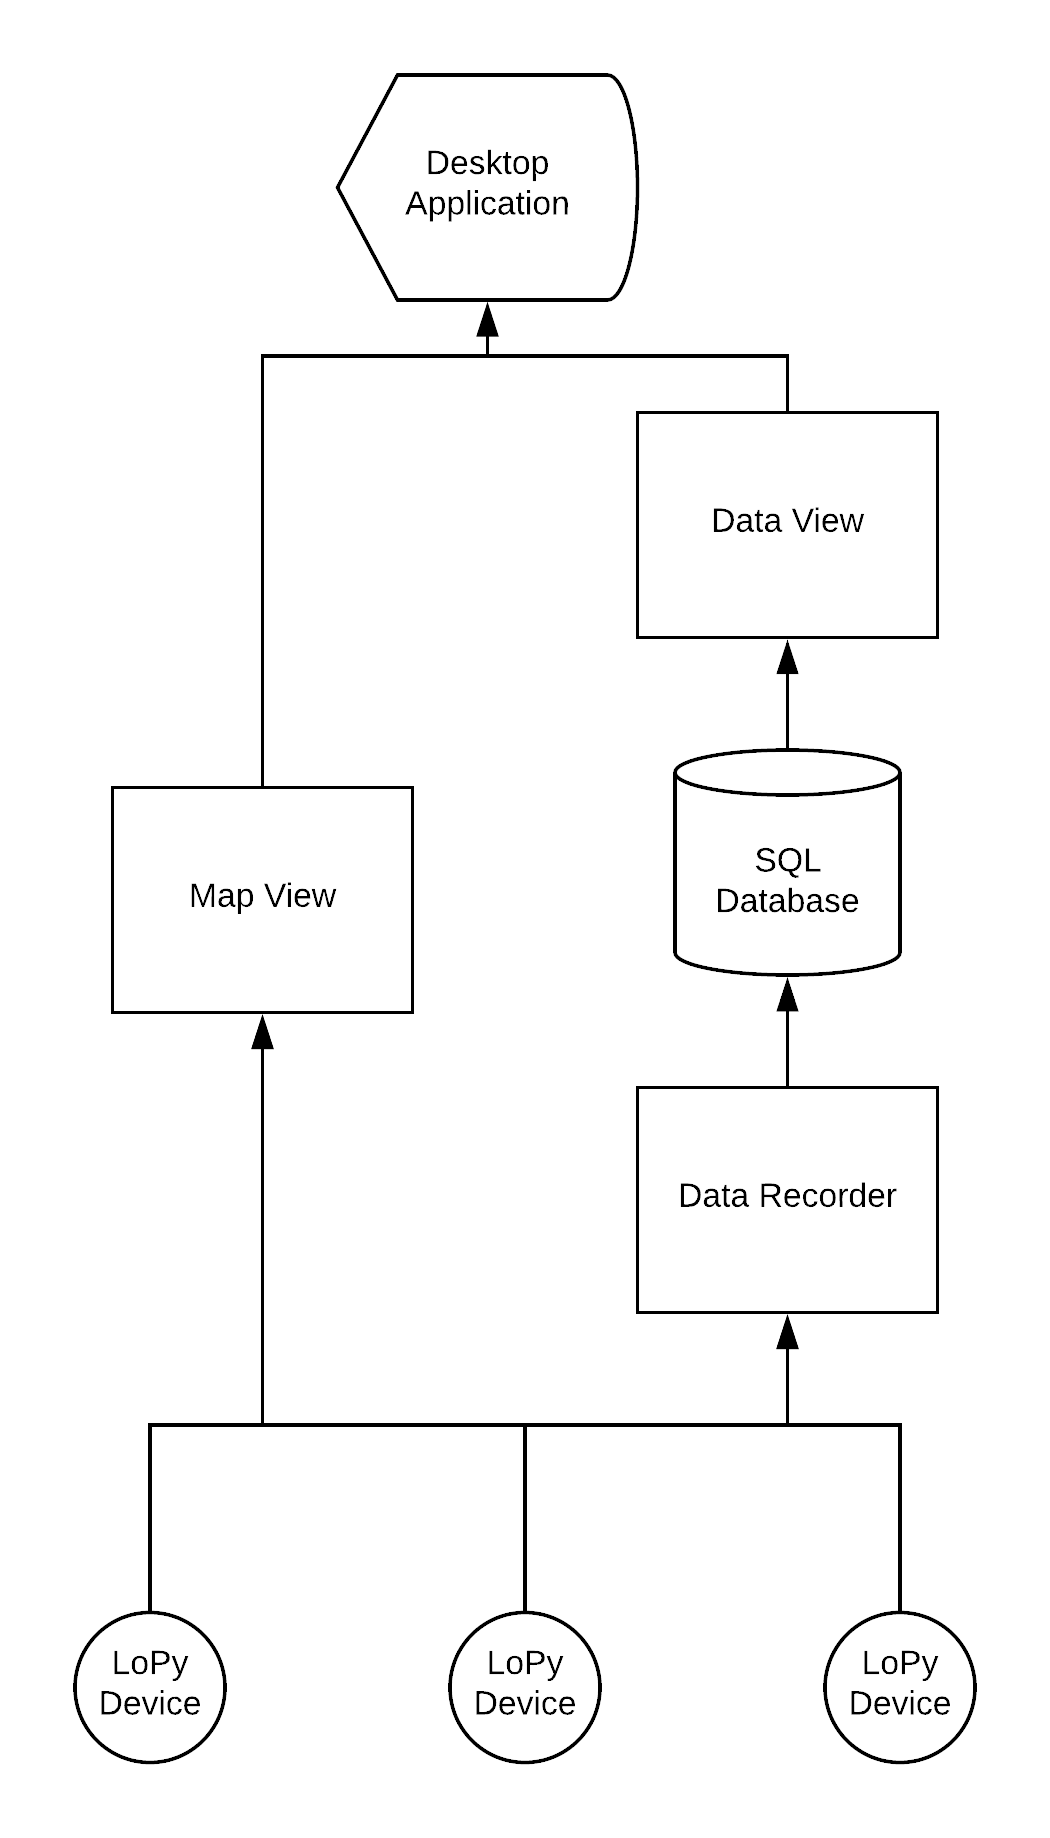 Desktop
Application
Data View
SQL
Database
Map View
Data Recorder
LoPy
Device
LoPy
Device
LoPy
Device